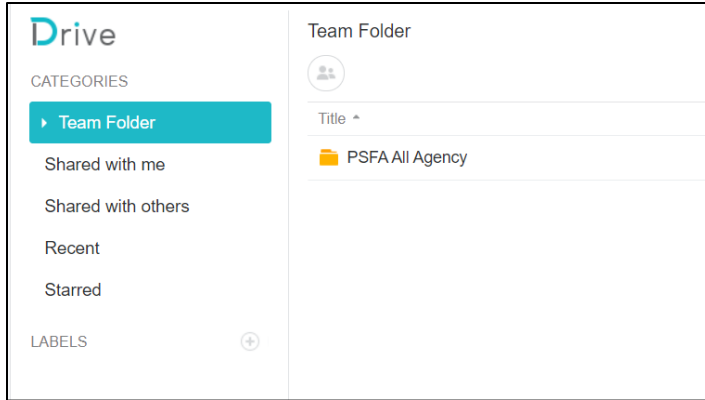 Drive
CATEGORIES
Team Folder
Shared with me
Shared with others
Recent
Starred
LABELS
Team Folder
Title
PSFA All Agency